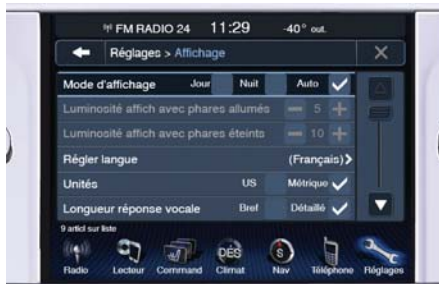 FM RADIO 24 11:29 -40° out.
Réglages > Affichage
Mode d'affichage Jour Nuit Auto
Luminosité affich avec phares allumés 5
Luminosité affich avec phares éteints 10
Régler langue (Français)
Unités US Métrique
Longueur réponse vocale Bref Détaillé
9 articl sur liste
Radio Lecteur Command DÉS Climat S Nav Téléphone Réglages